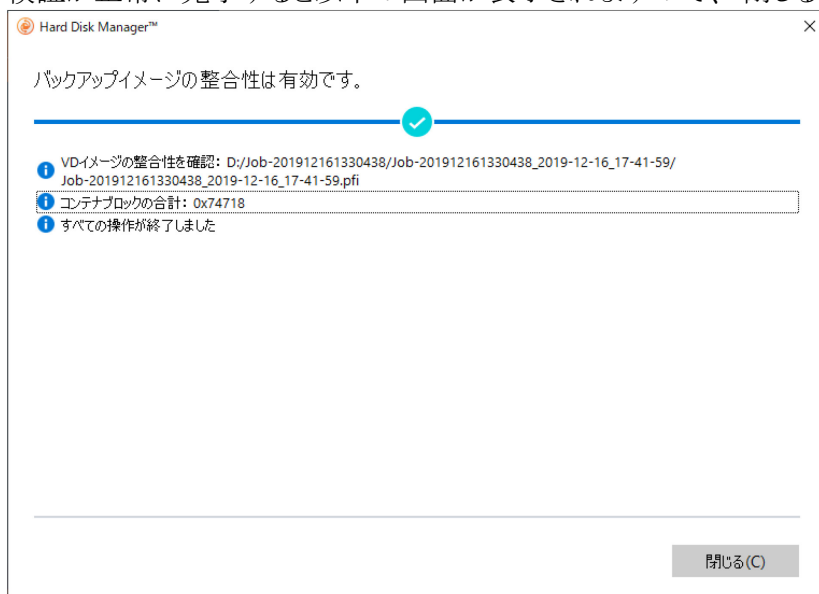 Hard Disk Manager™
バックアップイメージの整合性は有効です。
VDイメージの整合性を確認: D:/Job-201912161330438/Job-201912161330438_2019-12-16_17-41-59/
Job-201912161330438_2019-12-16_17-41-59.pfi
コンテナブロックの合計: 0x74718
すべての操作が終了しました
閉じる(C)